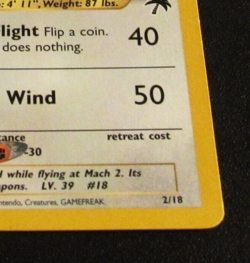 : 4' 11", Weight: 87 lbs.
light Flip a coin. 40
does nothing.
Wind 50
tance retreat cost
-30
while flying at Mach 2. Its
pons. LV. 39 #18
ntendo, Creatures, GAMEFREAK. 2/18